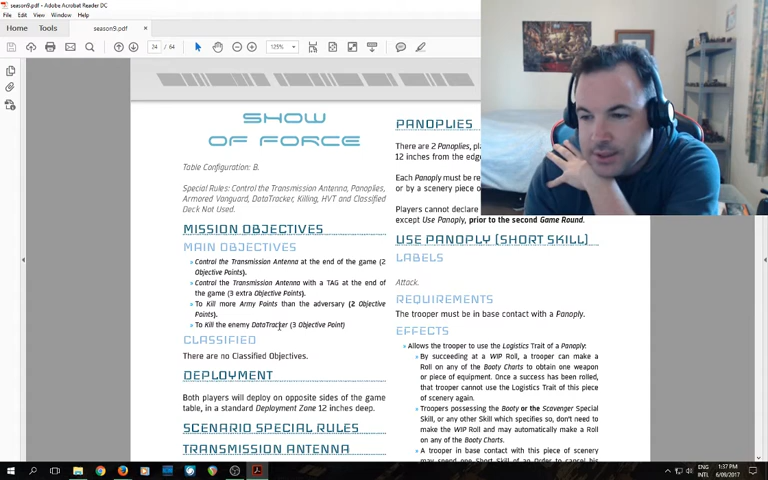 season9.pdf - Adobe Acrobat Reader DC
File Edit View Window Help
Home Tools season9.pdf ×
24 / 64 125%
SHOW
OF FORCE
Table Configuration: B.
Special Rules: Control the Transmission Antenna, Panoplies,
Armored Vanguard, DataTracker, Killing, HVT and Classified
Deck Not Used.
MISSION OBJECTIVES
MAIN OBJECTIVES
» Control the Transmission Antenna at the end of the game (2
Objective Points).
» Control the Transmission Antenna with a TAG at the end of
the game (3 extra Objective Points).
» To Kill more Army Points than the adversary (2 Objective
Points).
» To Kill the enemy DataTracker (3 Objective Point)
CLASSIFIED
There are no Classified Objectives.
DEPLOYMENT
Both players will deploy on opposite sides of the game
table, in a standard Deployment Zone 12 inches deep.
SCENARIO SPECIAL RULES
TRANSMISSION ANTENNA
PANOPLIES
There are 2 Panoplies,
12 inches from the
Each Panoply must be
or by a scenery piece
Players cannot declare
except Use Panoply, prior to the second Game Round.
USE PANOPLY (SHORT SKILL)
LABELS
Attack.
REQUIREMENTS
The trooper must be in base contact with a Panoply.
EFFECTS
» Allows the trooper to use the Logistics Trait of a Panoply:
» By succeeding at a WIP Roll, a trooper can make a
Roll on any of the Booty Charts to obtain one weapon
or piece of equipment. Once a success has been rolled,
that trooper cannot use the Logistics Trait of this piece
of scenery again.
» Troopers possessing the Booty or the Scavenger Special
Skill, or any other Skill which specifies so, don't need to
make the WIP Roll and may automatically make a Roll
on any of the Booty Charts.
» A trooper in base contact with this piece of scenery
may spend one Short Skill of an Order to cancel his
ENG
INTL
1:37 PM
6/09/2017